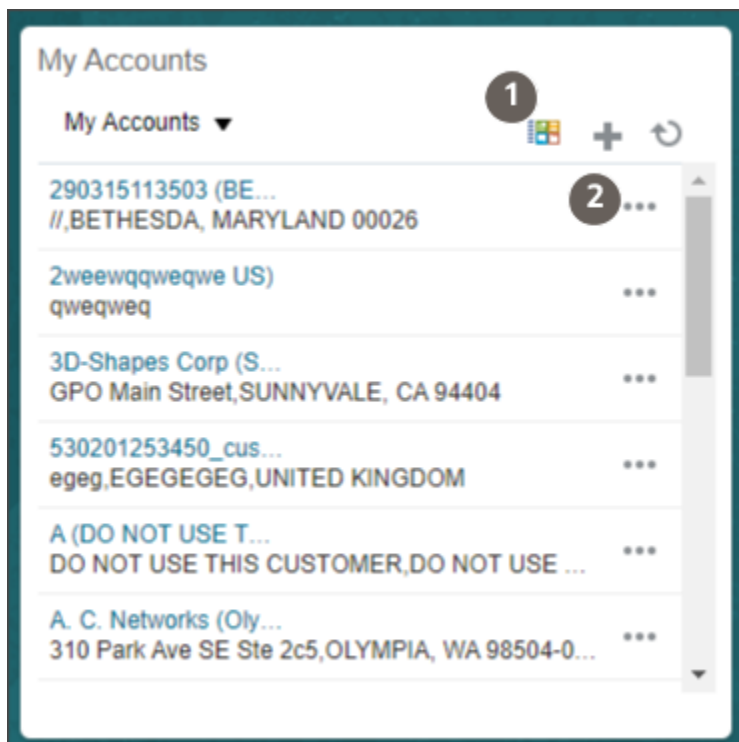 My Accounts
1
My Accounts
290315113503 (BE...
2
//,BETHESDA, MARYLAND 00026
2weewqqweqwe US)
qweqweq
3D-Shapes Corp (S...
GPO Main Street,SUNNYVALE, CA 94404
530201253450_cus...
egeg,EGEGEGEG,UNITED KINGDOM
A (DO NOT USE T...
DO NOT USE THIS CUSTOMER,DO NOT USE ...
A. C. Networks (Oly...
310 Park Ave SE Ste 2c5,OLYMPIA, WA 98504-0...